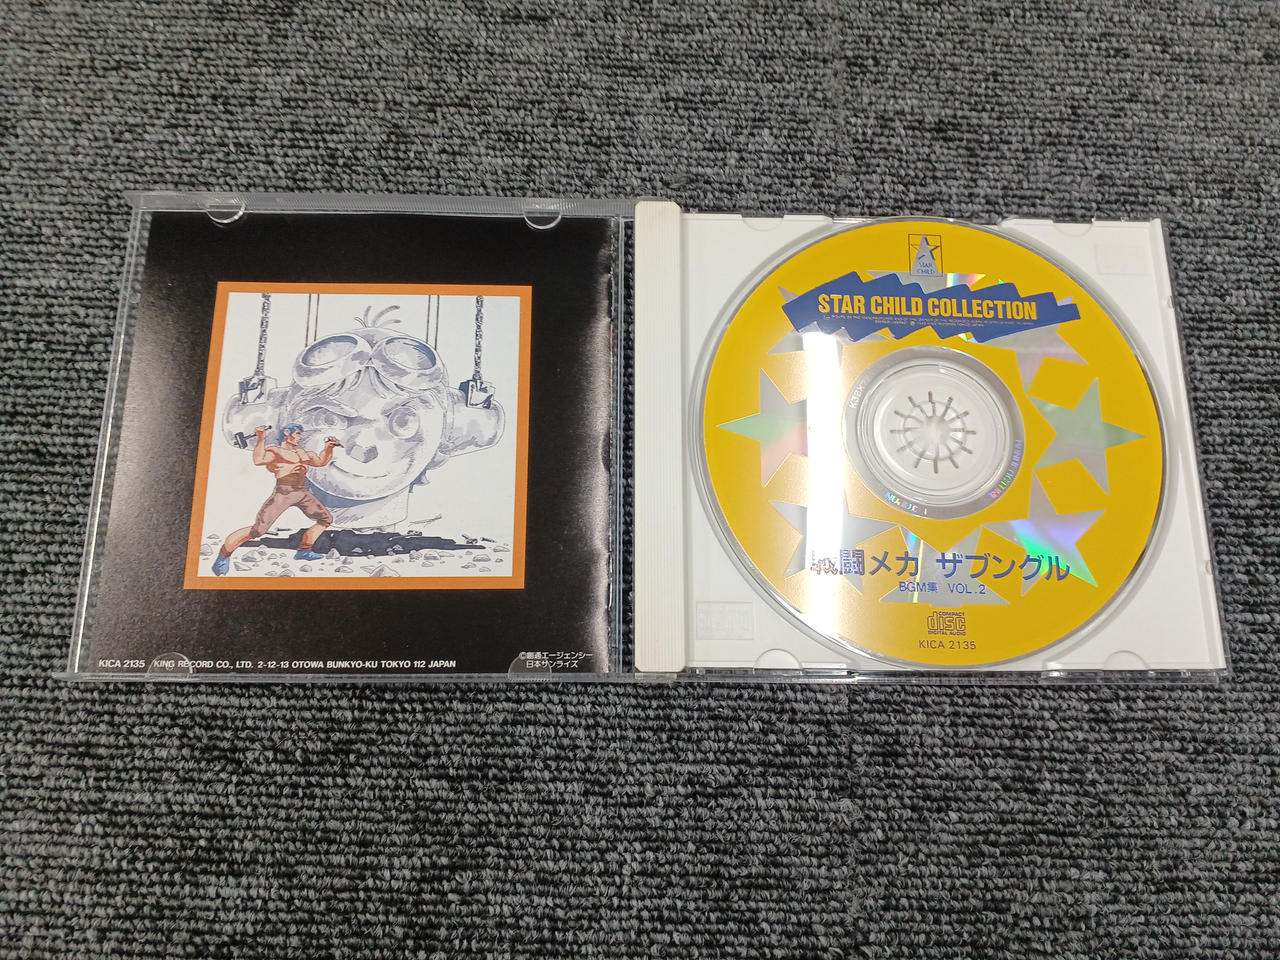 KICA 2135 KING RECORD CO., LTD. 2-12-13 OTOWA BUNKYO-KU TOKYO 112 JAPAN
©創通エージェンシー
日本サンライズ
STAR
CHILD
STAR CHILD COLLECTION
戦闘メカ ザブングル
BGM集 VOL.2
COMPACT
disc
DIGITAL AUDIO
KICA 2135